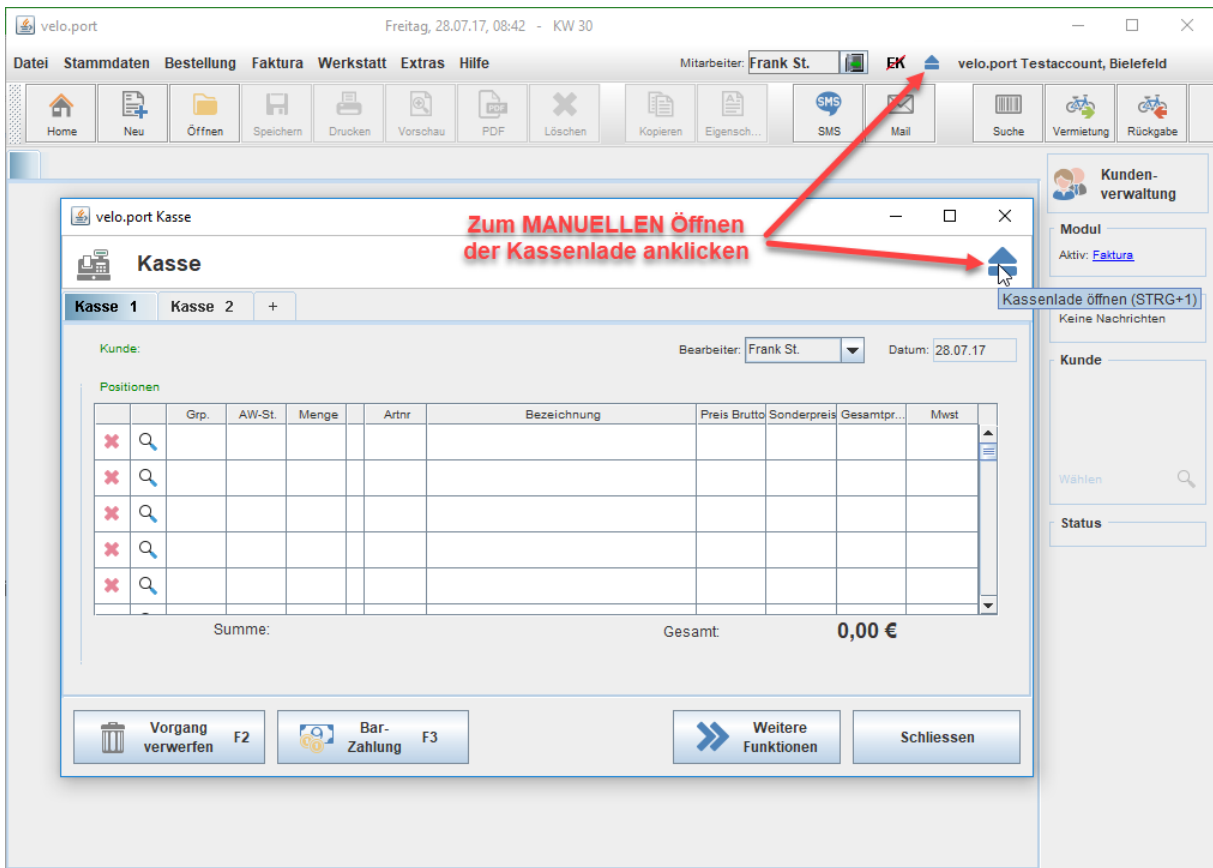 velo.port
Freitag, 28.07.17, 08:42 - KW 30
Datei Stammdaten Bestellung Faktura Werkstatt Extras Hilfe
Mitarbeiter: Frank St.
EK
velo.port Testaccount, Bielefeld
Home
Neu
Öffnen
Speichern
Drucken
Vorschau
PDF
PDF
Löschen
Kopieren
Eigensch...
SMS
SMS
Mail
Suche
Vermietung
Rückgabe
Kunden-
verwaltung
Modul
Aktiv: Faktura
Keine Nachrichten
Kunde
Wählen
Status
velo.port Kasse
Zum MANUELLEN Öffnen
der Kassenlade anklicken
Kasse
Kassenlade öffnen (STRG+1)
Kasse 1
Kasse 2
+
Kunde:
Bearbeiter: Frank St.
Datum: 28.07.17
Positionen
Grp. AW-St. Menge Artnr Bezeichnung Preis Brutto Sonderpreis Gesamtpr... Mwst
Summe:
Gesamt: 0,00 €
Vorgang
verwerfen F2
Bar-
Zahlung F3
Weitere
Funktionen
Schliessen